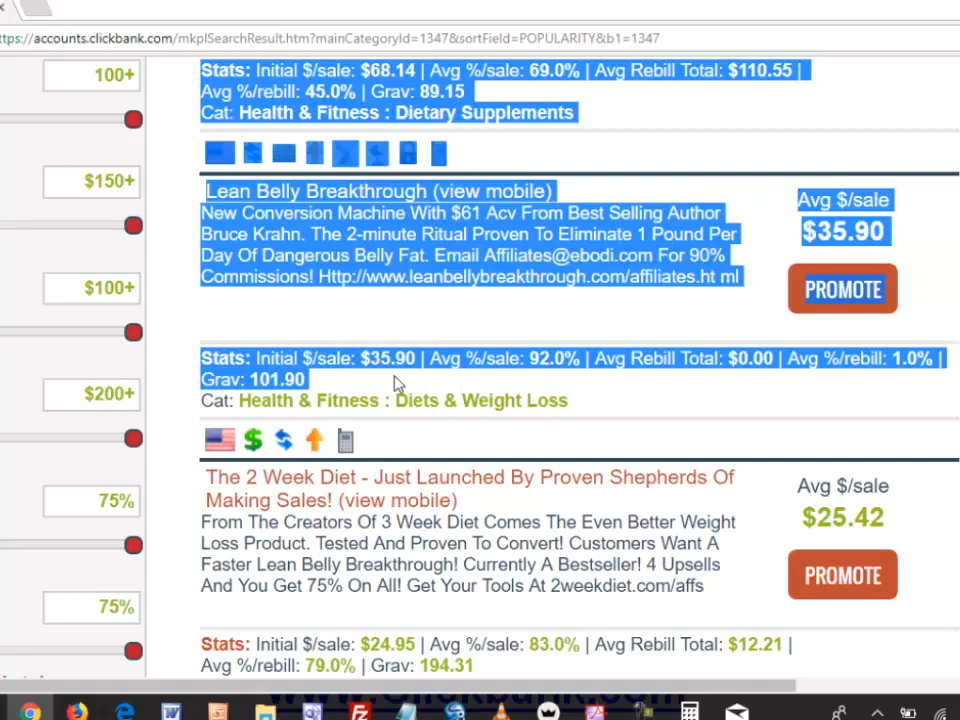 ttps://accounts.clickbank.com/mkplSearchResult.htm?mainCategoryId=1347&sortField=POPULARITY&b1=1347
100+
$150+
$100+
$200+
75%
75%
Stats: Initial $/sale: $68.14 | Avg %/sale: 69.0% | Avg Rebill Total: $110.55 |
Avg %/rebill: 45.0% | Grav: 89.15
Cat: Health & Fitness : Dietary Supplements
Lean Belly Breakthrough (view mobile)
New Conversion Machine With $61 Acv From Best Selling Author
Bruce Krahn. The 2-minute Ritual Proven To Eliminate 1 Pound Per
Day Of Dangerous Belly Fat. Email Affiliates@ebodi.com For 90%
Commissions! Http://www.leanbellybreakthrough.com/affiliates.ht ml
Avg $/sale
$35.90
PROMOTE
Stats: Initial $/sale: $35.90 | Avg %/sale: 92.0% | Avg Rebill Total: $0.00 | Avg %/rebill: 1.0% |
Grav: 101.90
Cat: Health & Fitness : Diets & Weight Loss
The 2 Week Diet - Just Launched By Proven Shepherds Of
Making Sales! (view mobile)
From The Creators Of 3 Week Diet Comes The Even Better Weight
Loss Product. Tested And Proven To Convert! Customers Want A
Faster Lean Belly Breakthrough! Currently A Bestseller! 4 Upsells
And You Get 75% On All! Get Your Tools At 2weekdiet.com/affs
Avg $/sale
$25.42
PROMOTE
Stats: Initial $/sale: $24.95 | Avg %/sale: 83.0% | Avg Rebill Total: $12.21 |
Avg %/rebill: 79.0% | Grav: 194.31
www.Clickbank.com